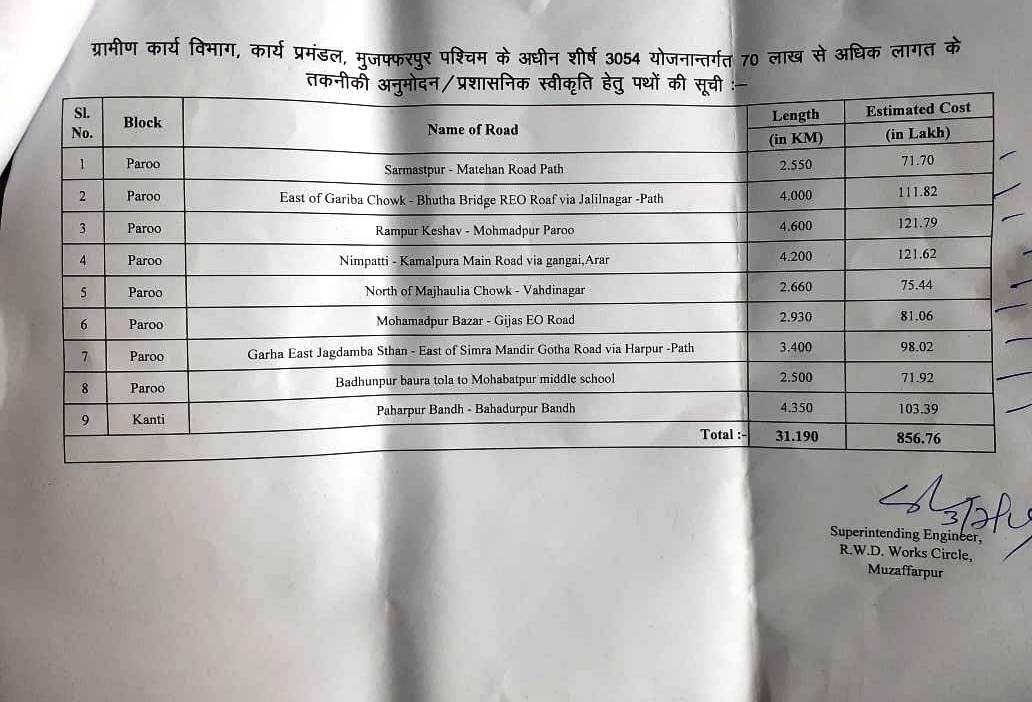 ग्रामीण कार्य विभाग, कार्य प्रमंडल, मुजफ्फरपुर पश्चिम के अधीन शीर्ष 3054 योजनान्तर्गत 70 लाख से अधिक लागत के
तकनीकी अनुमोदन/प्रशासनिक स्वीकृति हेतु पथों की सूची :–
Sl. No. Block Name of Road Length (in KM) Estimated Cost (in Lakh)
1 Paroo Sarmastpur - Matehan Road Path 2.550 71.70
2 Paroo East of Gariba Chowk - Bhutha Bridge REO Roaf via Jalilnagar -Path 4.000 111.82
3 Paroo Rampur Keshav - Mohmadpur Paroo 4.600 121.79
4 Paroo Nimpatti - Kamalpura Main Road via gangai,Arar 4.200 121.62
5 Paroo North of Majhaulia Chowk - Vahdinagar 2.660 75.44
6 Paroo Mohamadpur Bazar - Gijas EO Road 2.930 81.06
7 Paroo Garha East Jagdamba Sthan - East of Simra Mandir Gotha Road via Harpur -Path 3.400 98.02
8 Paroo Badhunpur baura tola to Mohabatpur middle school 2.500 71.92
9 Kanti Paharpur Bandh - Bahadurpur Bandh 4.350 103.39
Total :- 31.190 856.76
Superintending Engineer,
R.W.D. Works Circle,
Muzaffarpur